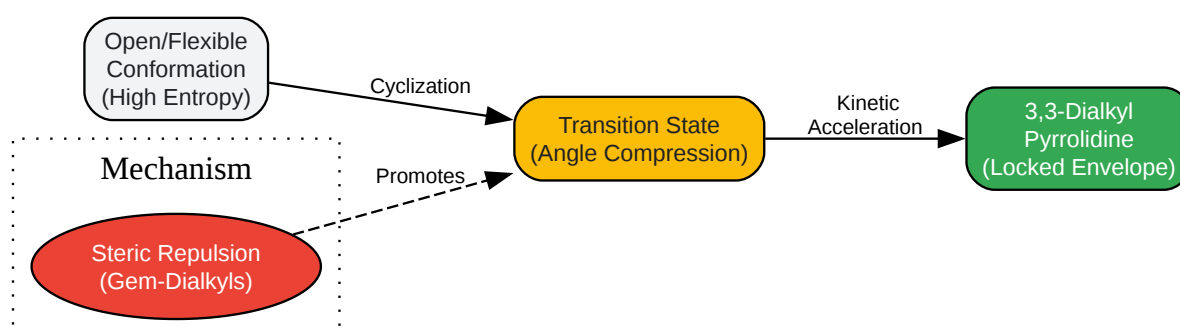 Open/Flexible
Conformation
(High Entropy)
Cyclization
Transition State
(Angle Compression)
Kinetic
Acceleration
3,3-Dialkyl
Pyrrolidine
(Locked Envelope)
Mechanism
Promotes
Steric Repulsion
(Gem-Dialkyls)